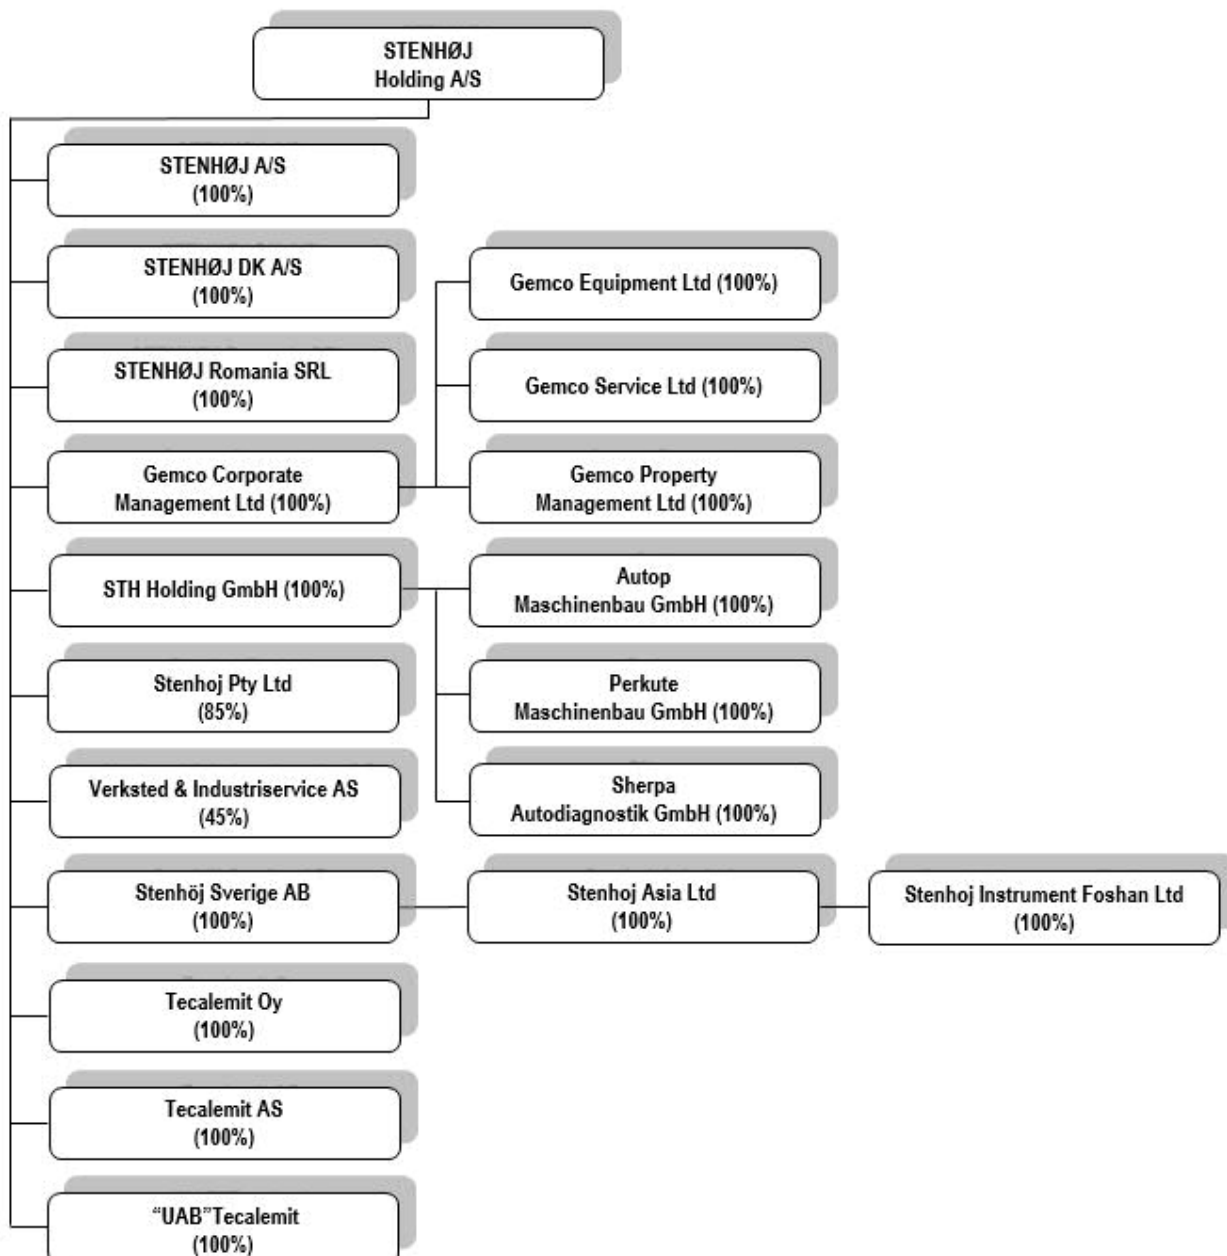 STENHØJ
Holding A/S
STENHØJ A/S
(100%)
STENHØJ DK A/S
(100%)
Gemco Equipment Ltd (100%)
STENHØJ Romania SRL
(100%)
Gemco Service Ltd (100%)
Gemco Corporate
Management Ltd (100%)
Gemco Property
Management Ltd (100%)
STH Holding GmbH (100%)
Autop
Maschinenbau GmbH (100%)
Stenhoj Pty Ltd
(85%)
Perkute
Maschinenbau GmbH (100%)
Verksted & Industriservice AS
(45%)
Sherpa
Autodiagnostik GmbH (100%)
Stenhöj Sverige AB
(100%)
Stenhoj Asia Ltd
(100%)
Stenhoj Instrument Foshan Ltd
(100%)
Tecalemit Oy
(100%)
Tecalemit AS
(100%)
“UAB”Tecalemit
(100%)